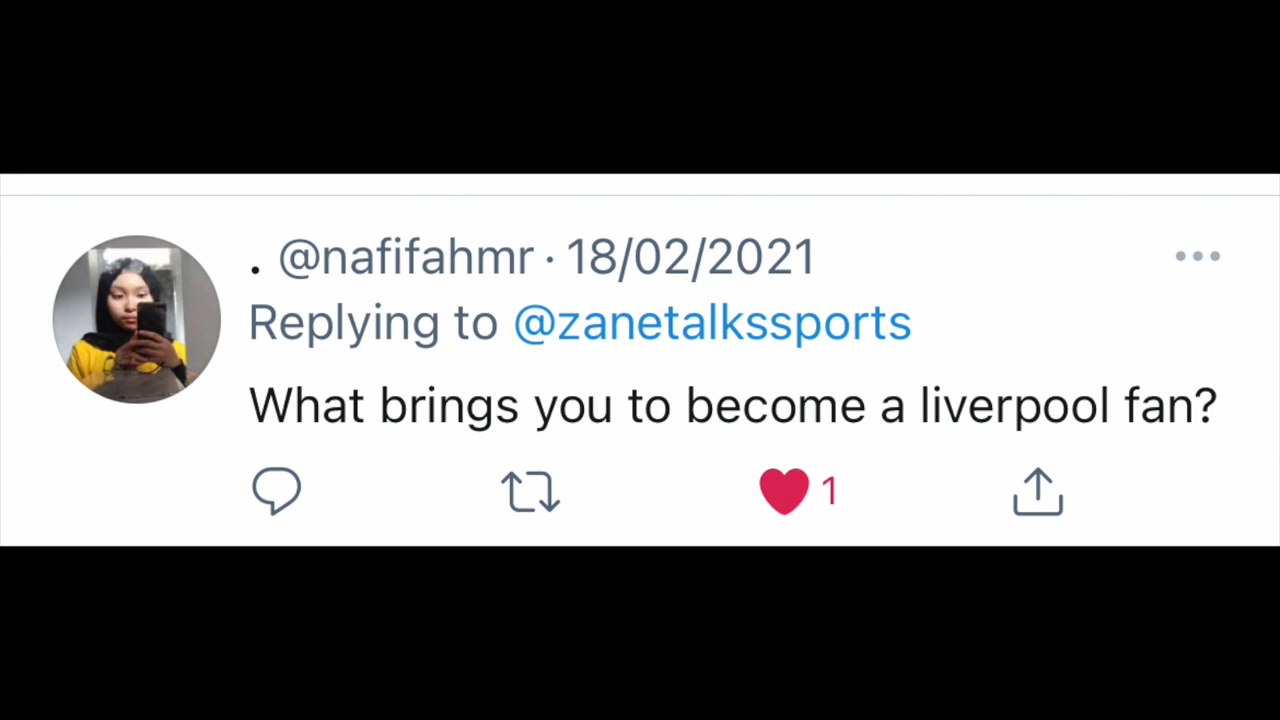 . @nafifahmr · 18/02/2021
Replying to @zanetalkssports
What brings you to become a liverpool fan?
1